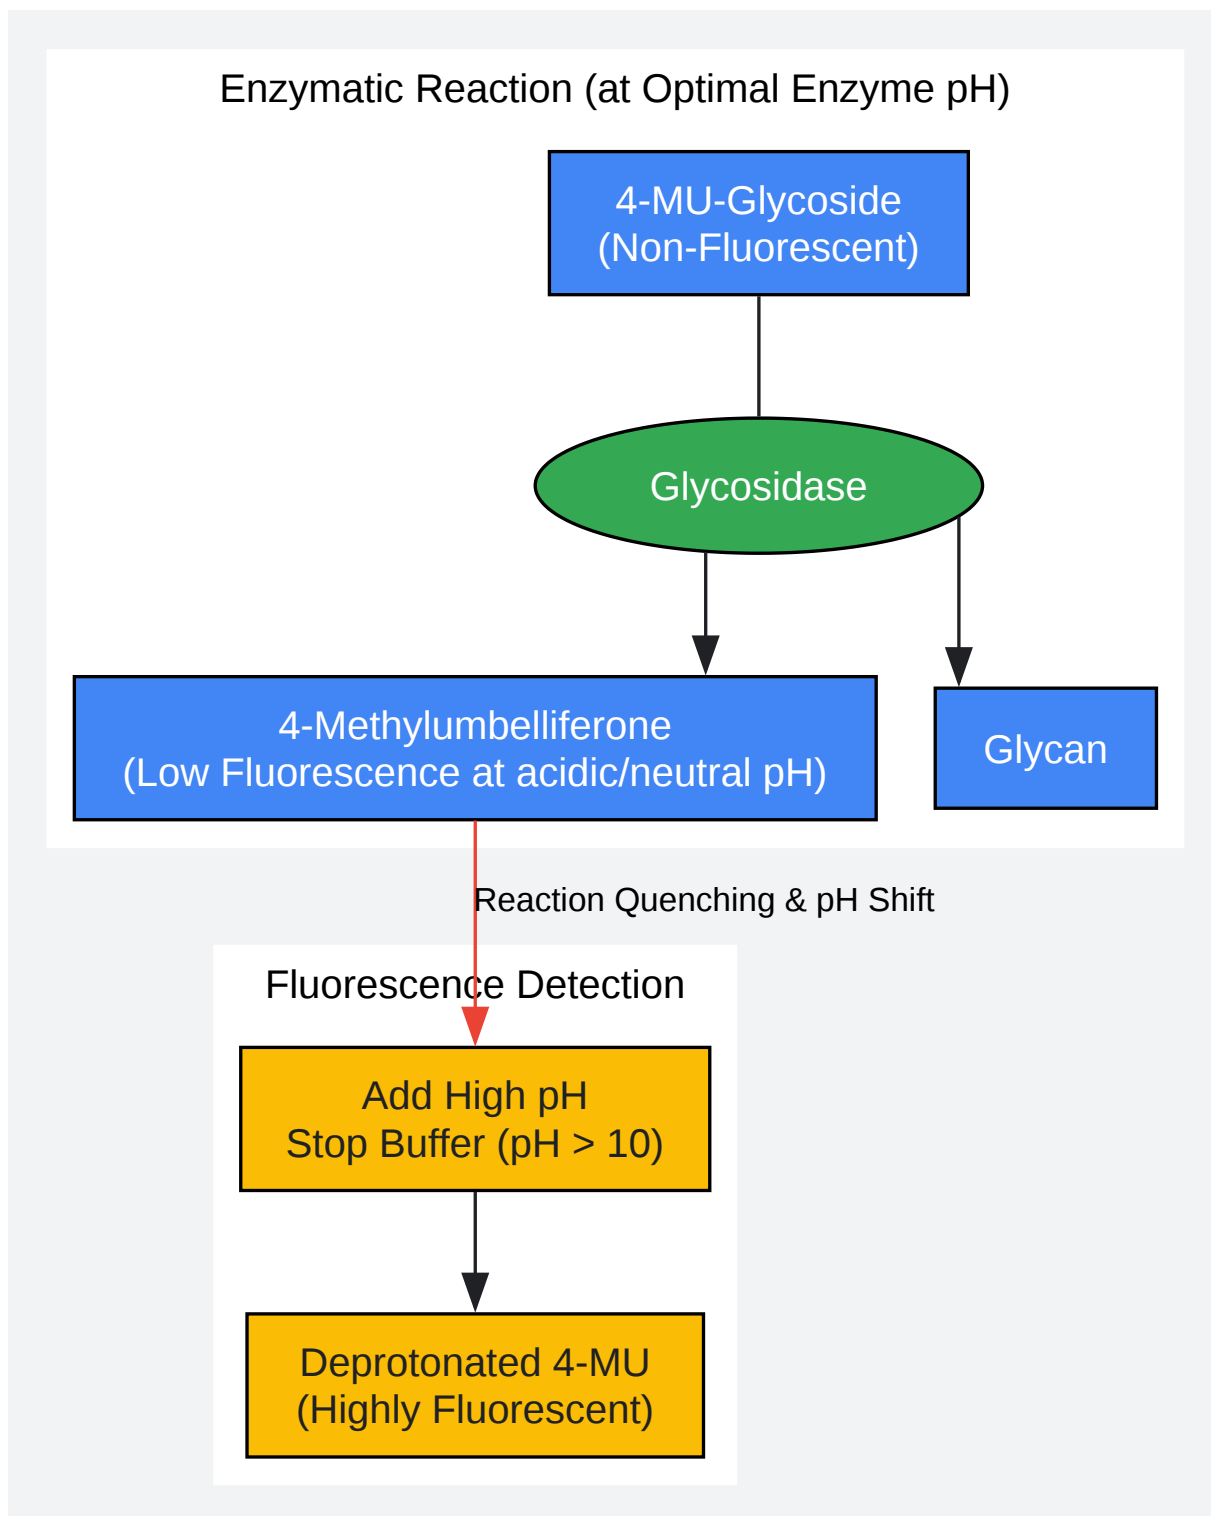 Enzymatic Reaction (at Optimal Enzyme pH)
4-MU-Glycoside
(Non-Fluorescent)
Glycosidase
4-Methylumbelliferone
(Low Fluorescence at acidic/neutral pH)
Glycan
Reaction Quenching & pH Shift
Fluorescence Detection
Add High pH
Stop Buffer (pH > 10)
Deprotonated 4-MU
(Highly Fluorescent)